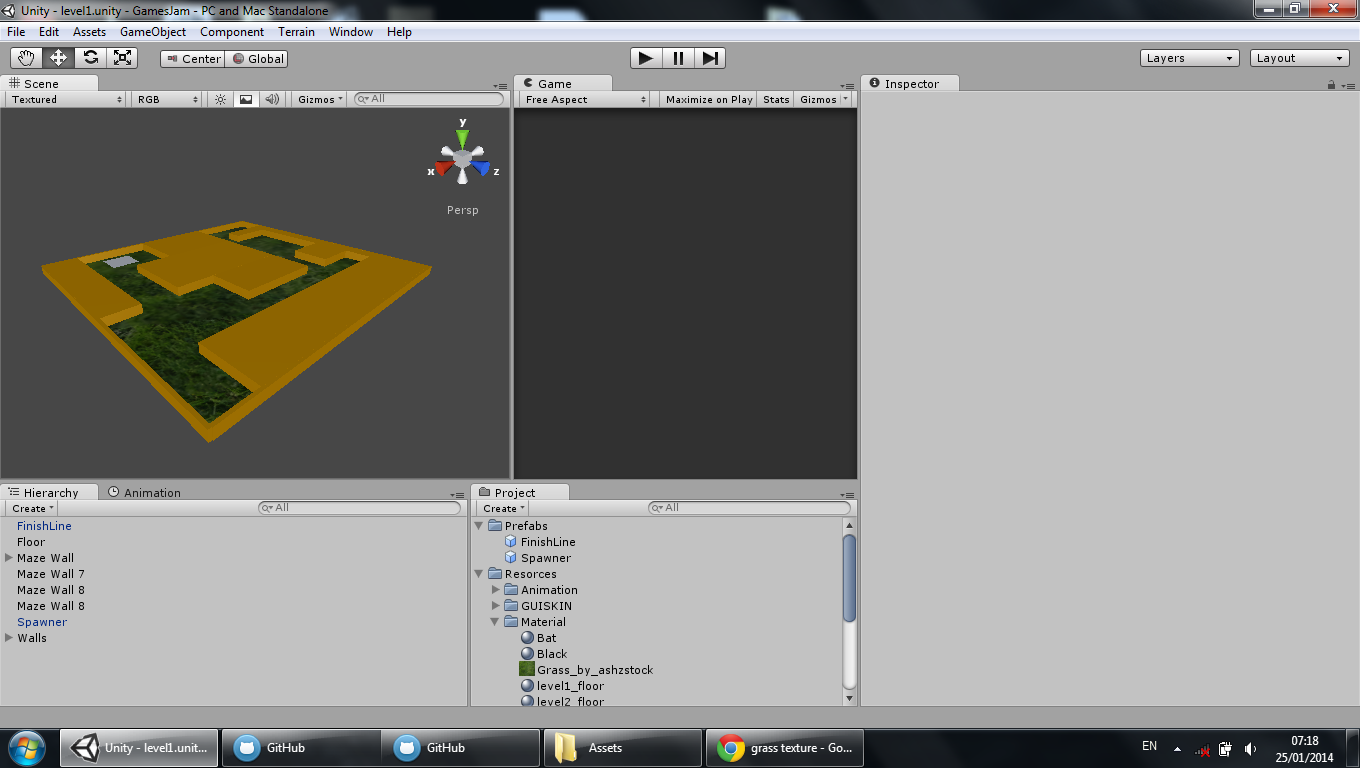 Unity - level1.unity - GamesJam - PC and Mac Standalone
File Edit Assets GameObject Component Terrain Window Help
Center Global Layers Layout
Scene Game Inspector
Textured RGB Gizmos All Free Aspect Maximize on Play Stats Gizmos
y
x z
Persp
Hierarchy Animation Project
Create All Create All
FinishLine
Floor
Maze Wall
Maze Wall 7
Maze Wall 8
Maze Wall 8
Spawner
Walls
Prefabs
FinishLine
Spawner
Resorces
Animation
GUISKIN
Material
Bat
Black
Grass_by_ashzstock
level1_floor
level2_floor
Unity - level1.unit... GitHub GitHub Assets grass texture - Go... EN 07:18
25/01/2014